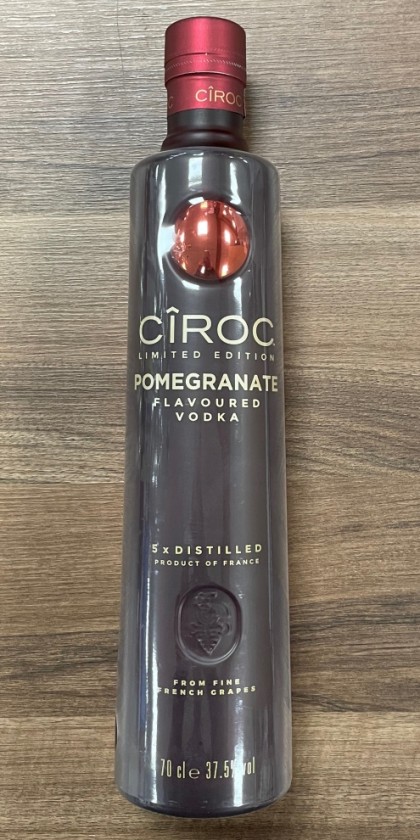 CÎROC
CÎROC
LIMITED EDITION
POMEGRANATE
FLAVOURED
VODKA
5 x DISTILLED
PRODUCT OF FRANCE
FROM FINE
FRENCH GRAPES
70 cl e 37.5% vol